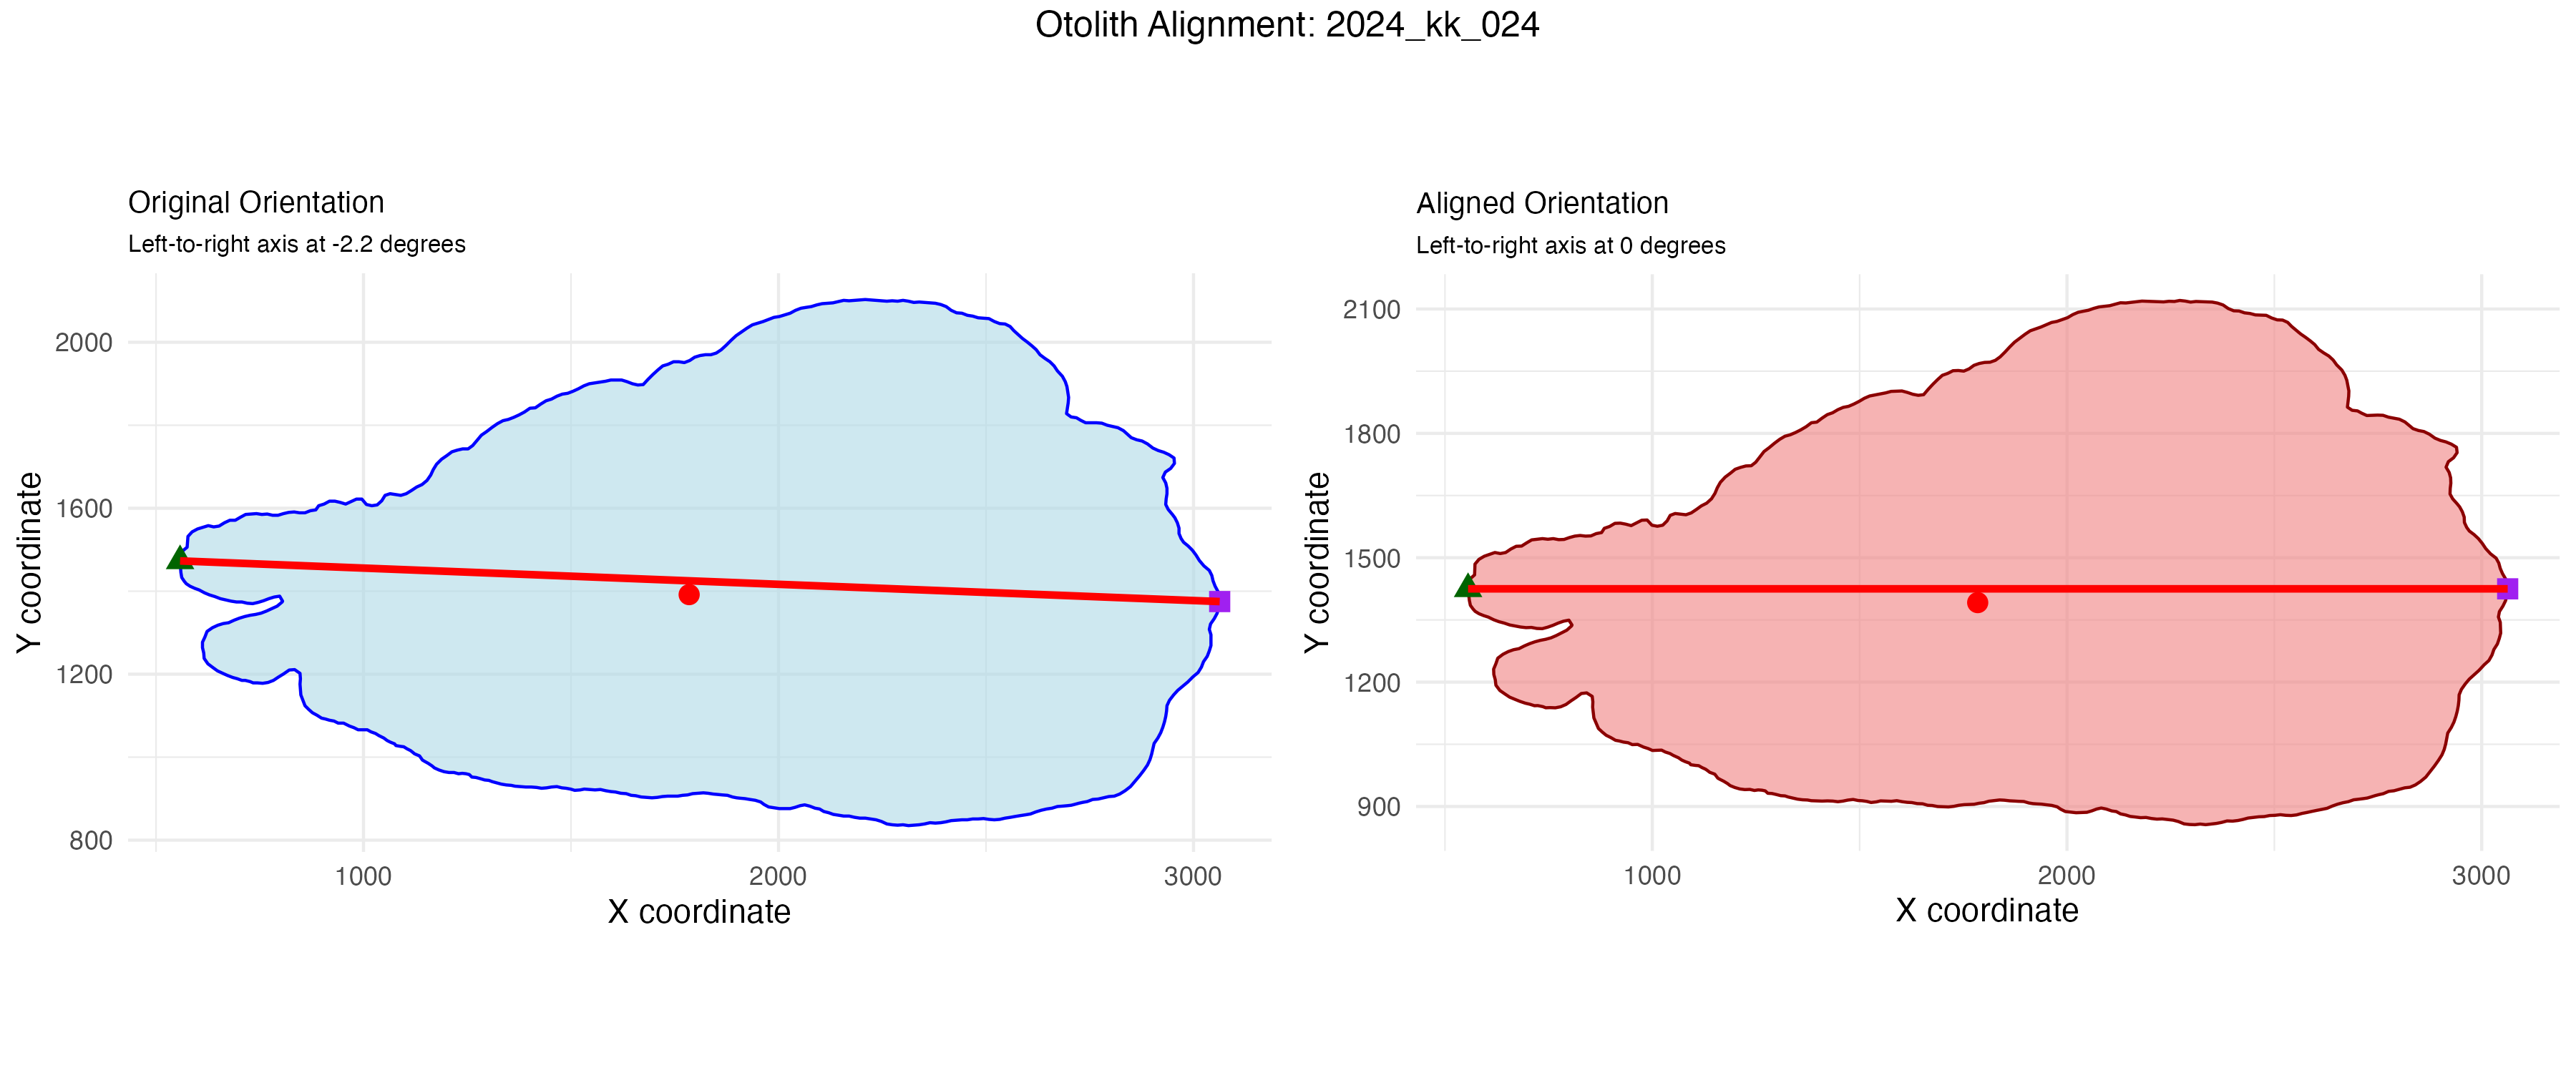 Otolith Alignment: 2024_kk_024
Original Orientation
Left-to-right axis at -2.2 degrees
2000
1600
1200
800
Y coordinate
1000
2000
3000
X coordinate
Aligned Orientation
Left-to-right axis at 0 degrees
2100
1800
1500
1200
900
Y coordinate
1000
2000
3000
X coordinate